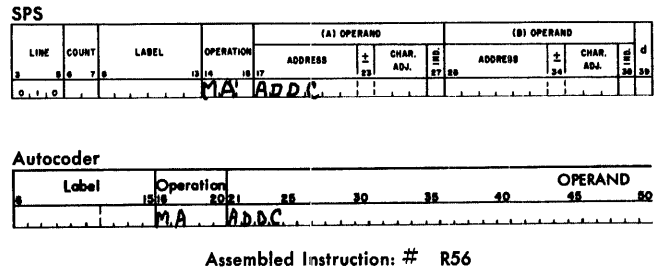 SPS
(A) OPERAND (B) OPERAND
LINE COUNT LABEL OPERATION ADDRESS ± CHAR. ADJ. IND. ADDRESS ± CHAR. ADJ. IND. d
3 5 6 7 8 13 14 16 17 23 27 28 34 38 39
0 1 0 MA ADDC
Autocoder
Label Operation OPERAND
6 15 16 20 21 25 30 35 40 45 50
MA ADDC
Assembled Instruction: # R56